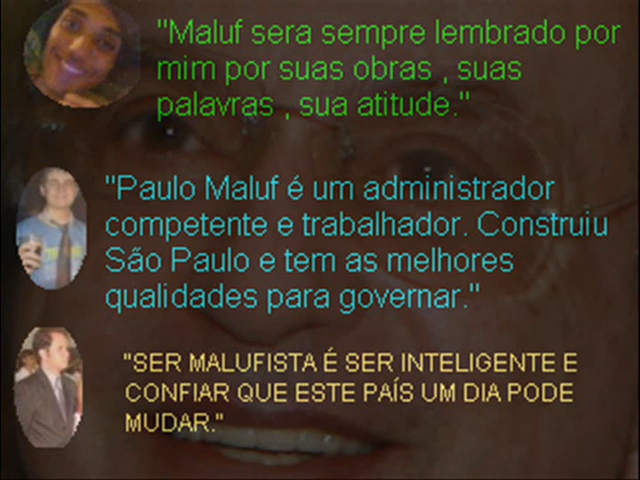 "Maluf sera sempre lembrado por
mim por suas obras , suas
palavras , sua atitude."
"Paulo Maluf é um administrador
competente e trabalhador. Construiu
São Paulo e tem as melhores
qualidades para governar."
"SER MALUFISTA É SER INTELIGENTE E
CONFIAR QUE ESTE PAÍS UM DIA PODE
MUDAR."